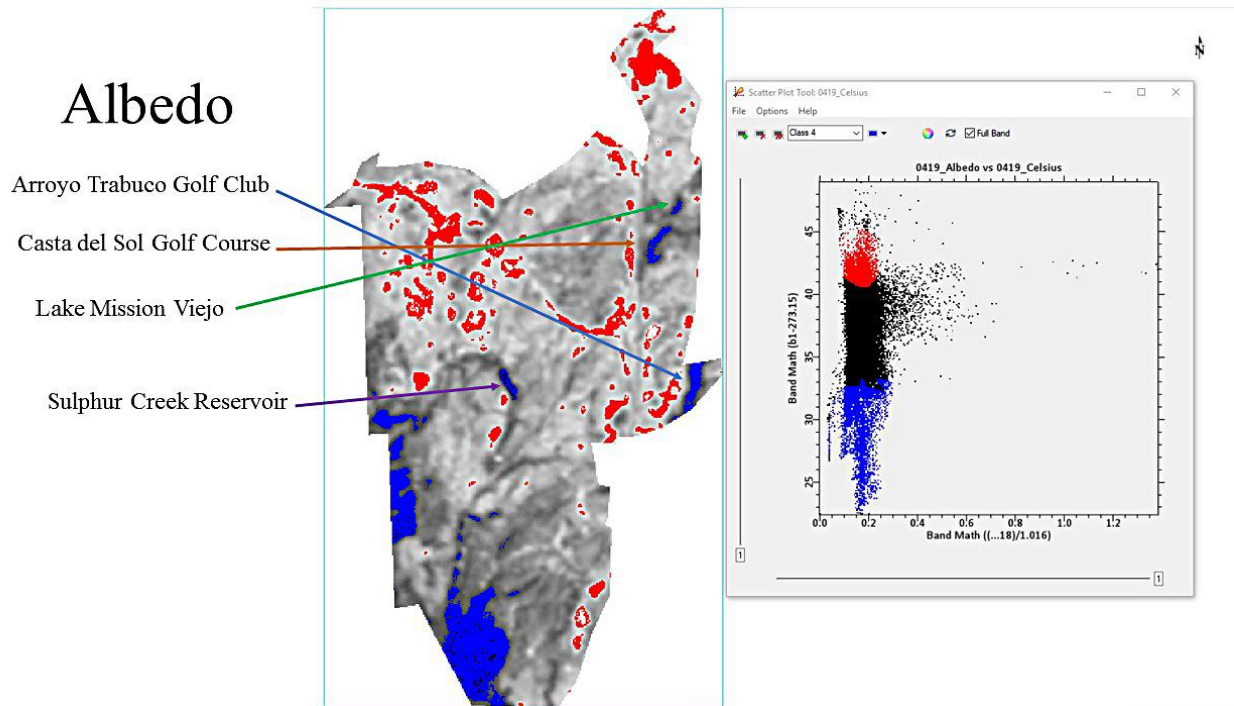 Albedo
Arroyo Trabuco Golf Club
Casta del Sol Golf Course
Lake Mission Viejo
Sulphur Creek Reservoir
N
Scatter Plot Tool: 0419_Celsius
File Options Help
Class 4
Full Band
0419_Albedo vs 0419_Celsius
45
40
35
30
25
Band Math (b1-273.15)
0.0 0.2 0.4 0.6 0.8 1.0 1.2
Band Math ((...18)/1.016)
1
1